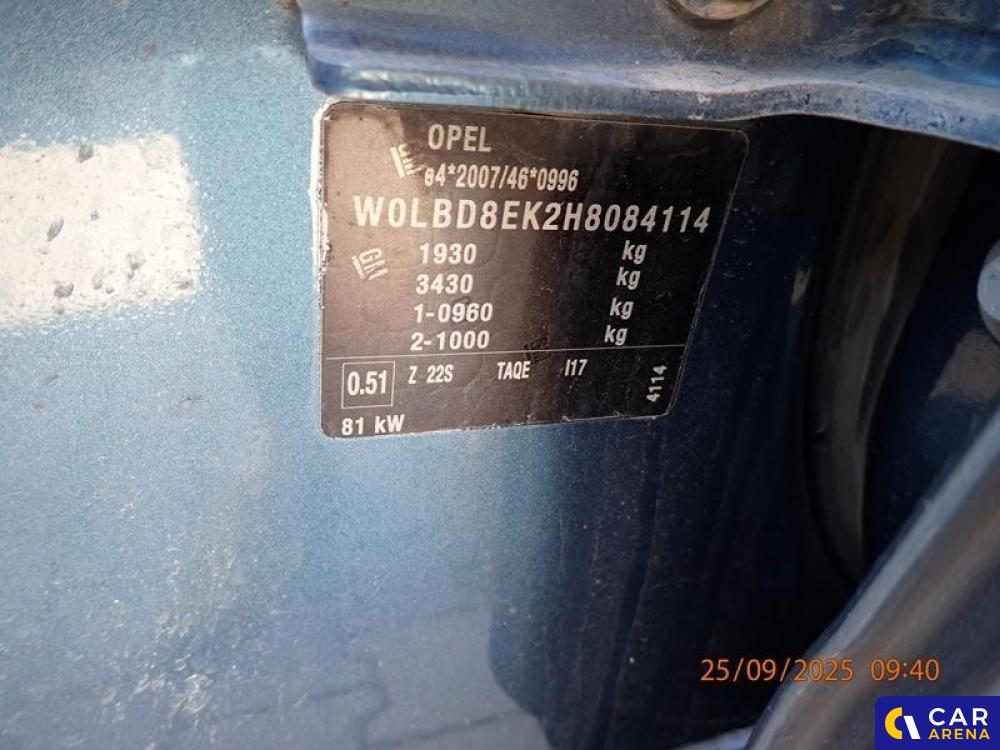 OPEL
e4*2007/46*0996
W0LBD8EK2H8084114
GM
1930 kg
3430 kg
1-0960 kg
2-1000 kg
0.51 Z 22S TAQE I17
4114
81 kW
25/09/2025 09:40
CAR
ARENA